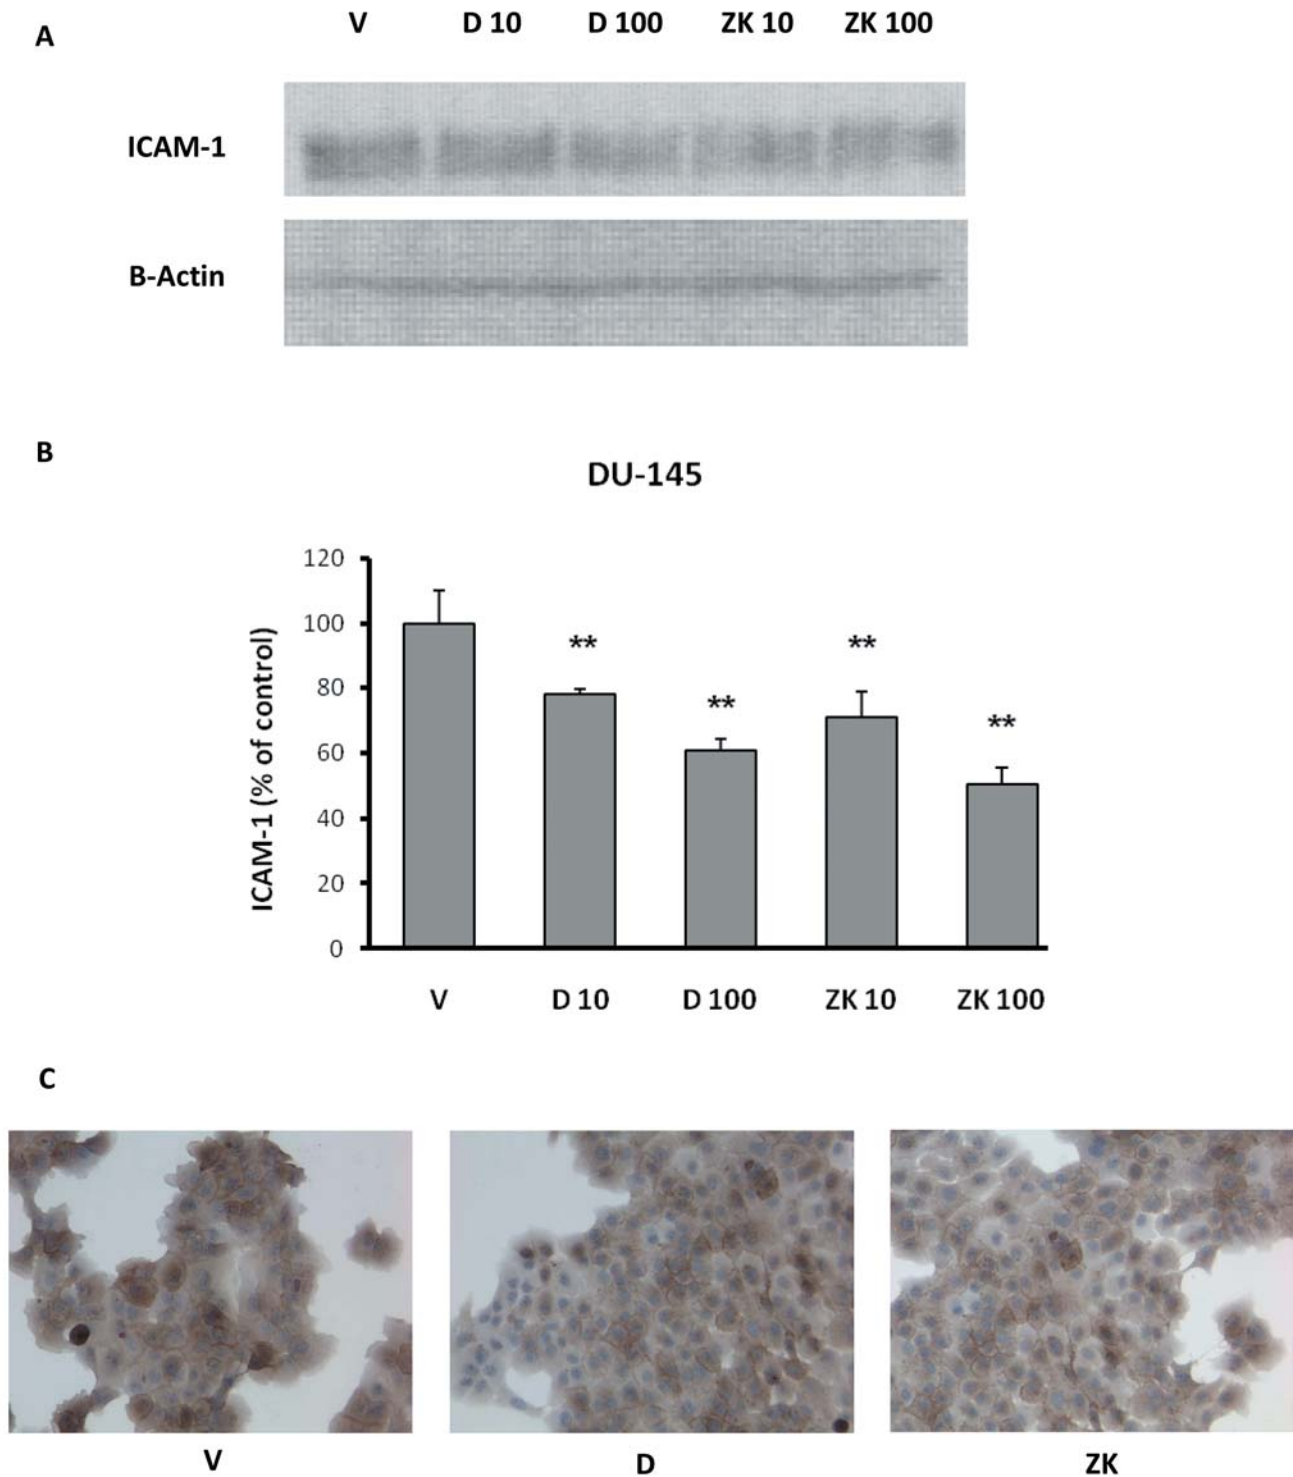 A
V D 10 D 100 ZK 10 ZK 100
ICAM-1
B-Actin
B
DU-145
ICAM-1 (% of control)
120
100
80
60
40
20
0
** ** ** **
V D 10 D 100 ZK 10 ZK 100
C
V D ZK